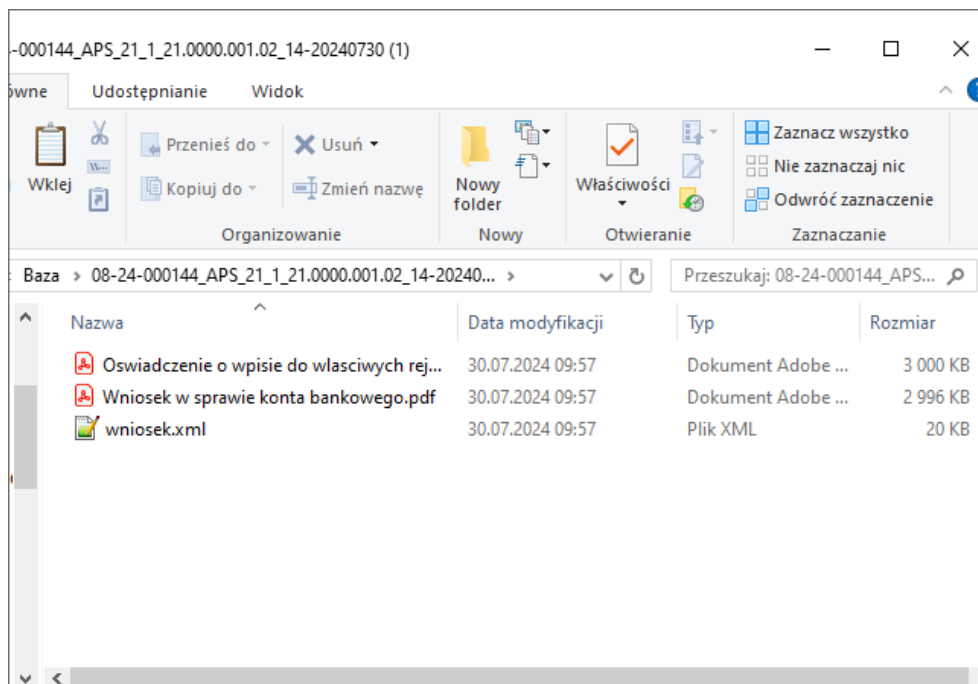 -000144_APS_21_1_21.0000.001.02_14-20240730 (1)
ówne Udostępnianie Widok
Wklej
Przenieś do
Kopiuj do
Usuń
Zmień nazwę
Organizowanie
Nowy
folder
Nowy
Właściwości
Otwieranie
Zaznacz wszystko
Nie zaznaczaj nic
Odwróć zaznaczenie
Zaznaczanie
Baza > 08-24-000144_APS_21_1_21.0000.001.02_14-20240... >
Przeszukaj: 08-24-000144_APS...
Nazwa Data modyfikacji Typ Rozmiar
Oswiadczenie o wpisie do wlasciwych rej... 30.07.2024 09:57 Dokument Adobe ... 3 000 KB
Wniosek w sprawie konta bankowego.pdf 30.07.2024 09:57 Dokument Adobe ... 2 996 KB
wniosek.xml 30.07.2024 09:57 Plik XML 20 KB